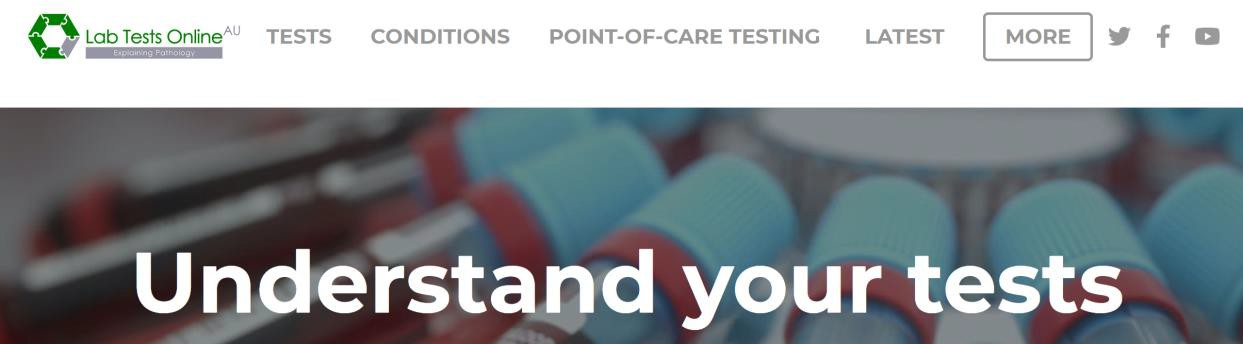 Lab Tests Online AU
Explaining Pathology
TESTS
CONDITIONS
POINT-OF-CARE TESTING
LATEST
MORE
Understand your tests